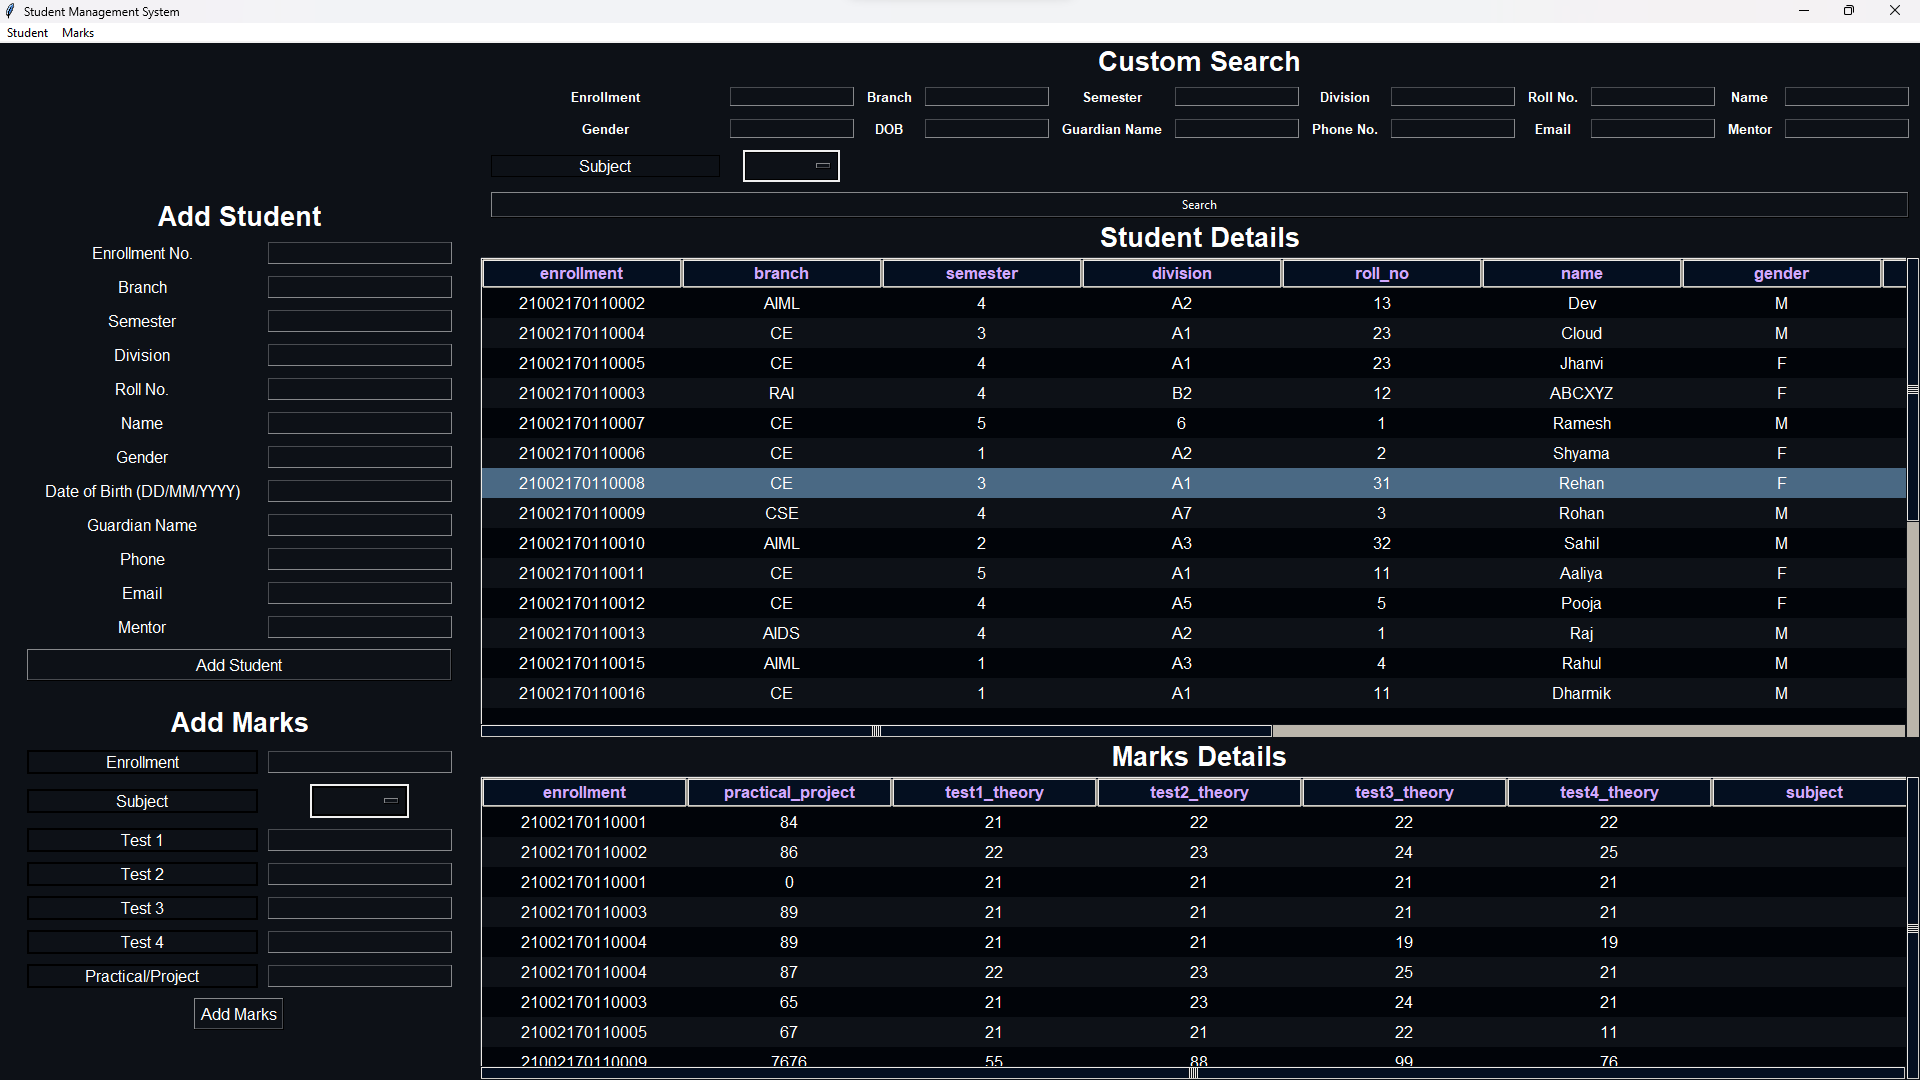 Student Management System
Student Marks
Custom Search
Enrollment Branch Semester Division Roll No. Name
Gender DOB Guardian Name Phone No. Email Mentor
Subject
Search
Add Student
Enrollment No.
Branch
Semester
Division
Roll No.
Name
Gender
Date of Birth (DD/MM/YYYY)
Guardian Name
Phone
Email
Mentor
Add Student
Add Marks
Enrollment
Subject
Test 1
Test 2
Test 3
Test 4
Practical/Project
Add Marks
Student Details
enrollment branch semester division roll_no name gender
21002170110002 AIML 4 A2 13 Dev M
21002170110004 CE 3 A1 23 Cloud M
21002170110005 CE 4 A1 23 Jhanvi F
21002170110003 RAI 4 B2 12 ABCXYZ F
21002170110007 CE 5 6 1 Ramesh M
21002170110006 CE 1 A2 2 Shyama F
21002170110008 CE 3 A1 31 Rehan F
21002170110009 CSE 4 A7 3 Rohan M
21002170110010 AIML 2 A3 32 Sahil M
21002170110011 CE 5 A1 11 Aaliya F
21002170110012 CE 4 A5 5 Pooja F
21002170110013 AIDS 4 A2 1 Raj M
21002170110015 AIML 1 A3 4 Rahul M
21002170110016 CE 1 A1 11 Dharmik M
Marks Details
enrollment practical_project test1_theory test2_theory test3_theory test4_theory subject
21002170110001 84 21 22 22 22
21002170110002 86 22 23 24 25
21002170110001 0 21 21 21 21
21002170110003 89 21 21 21 21
21002170110004 89 21 21 19 19
21002170110004 87 22 23 25 21
21002170110003 65 21 23 24 21
21002170110005 67 21 21 22 11
21002170110009 7676 55 88 99 76